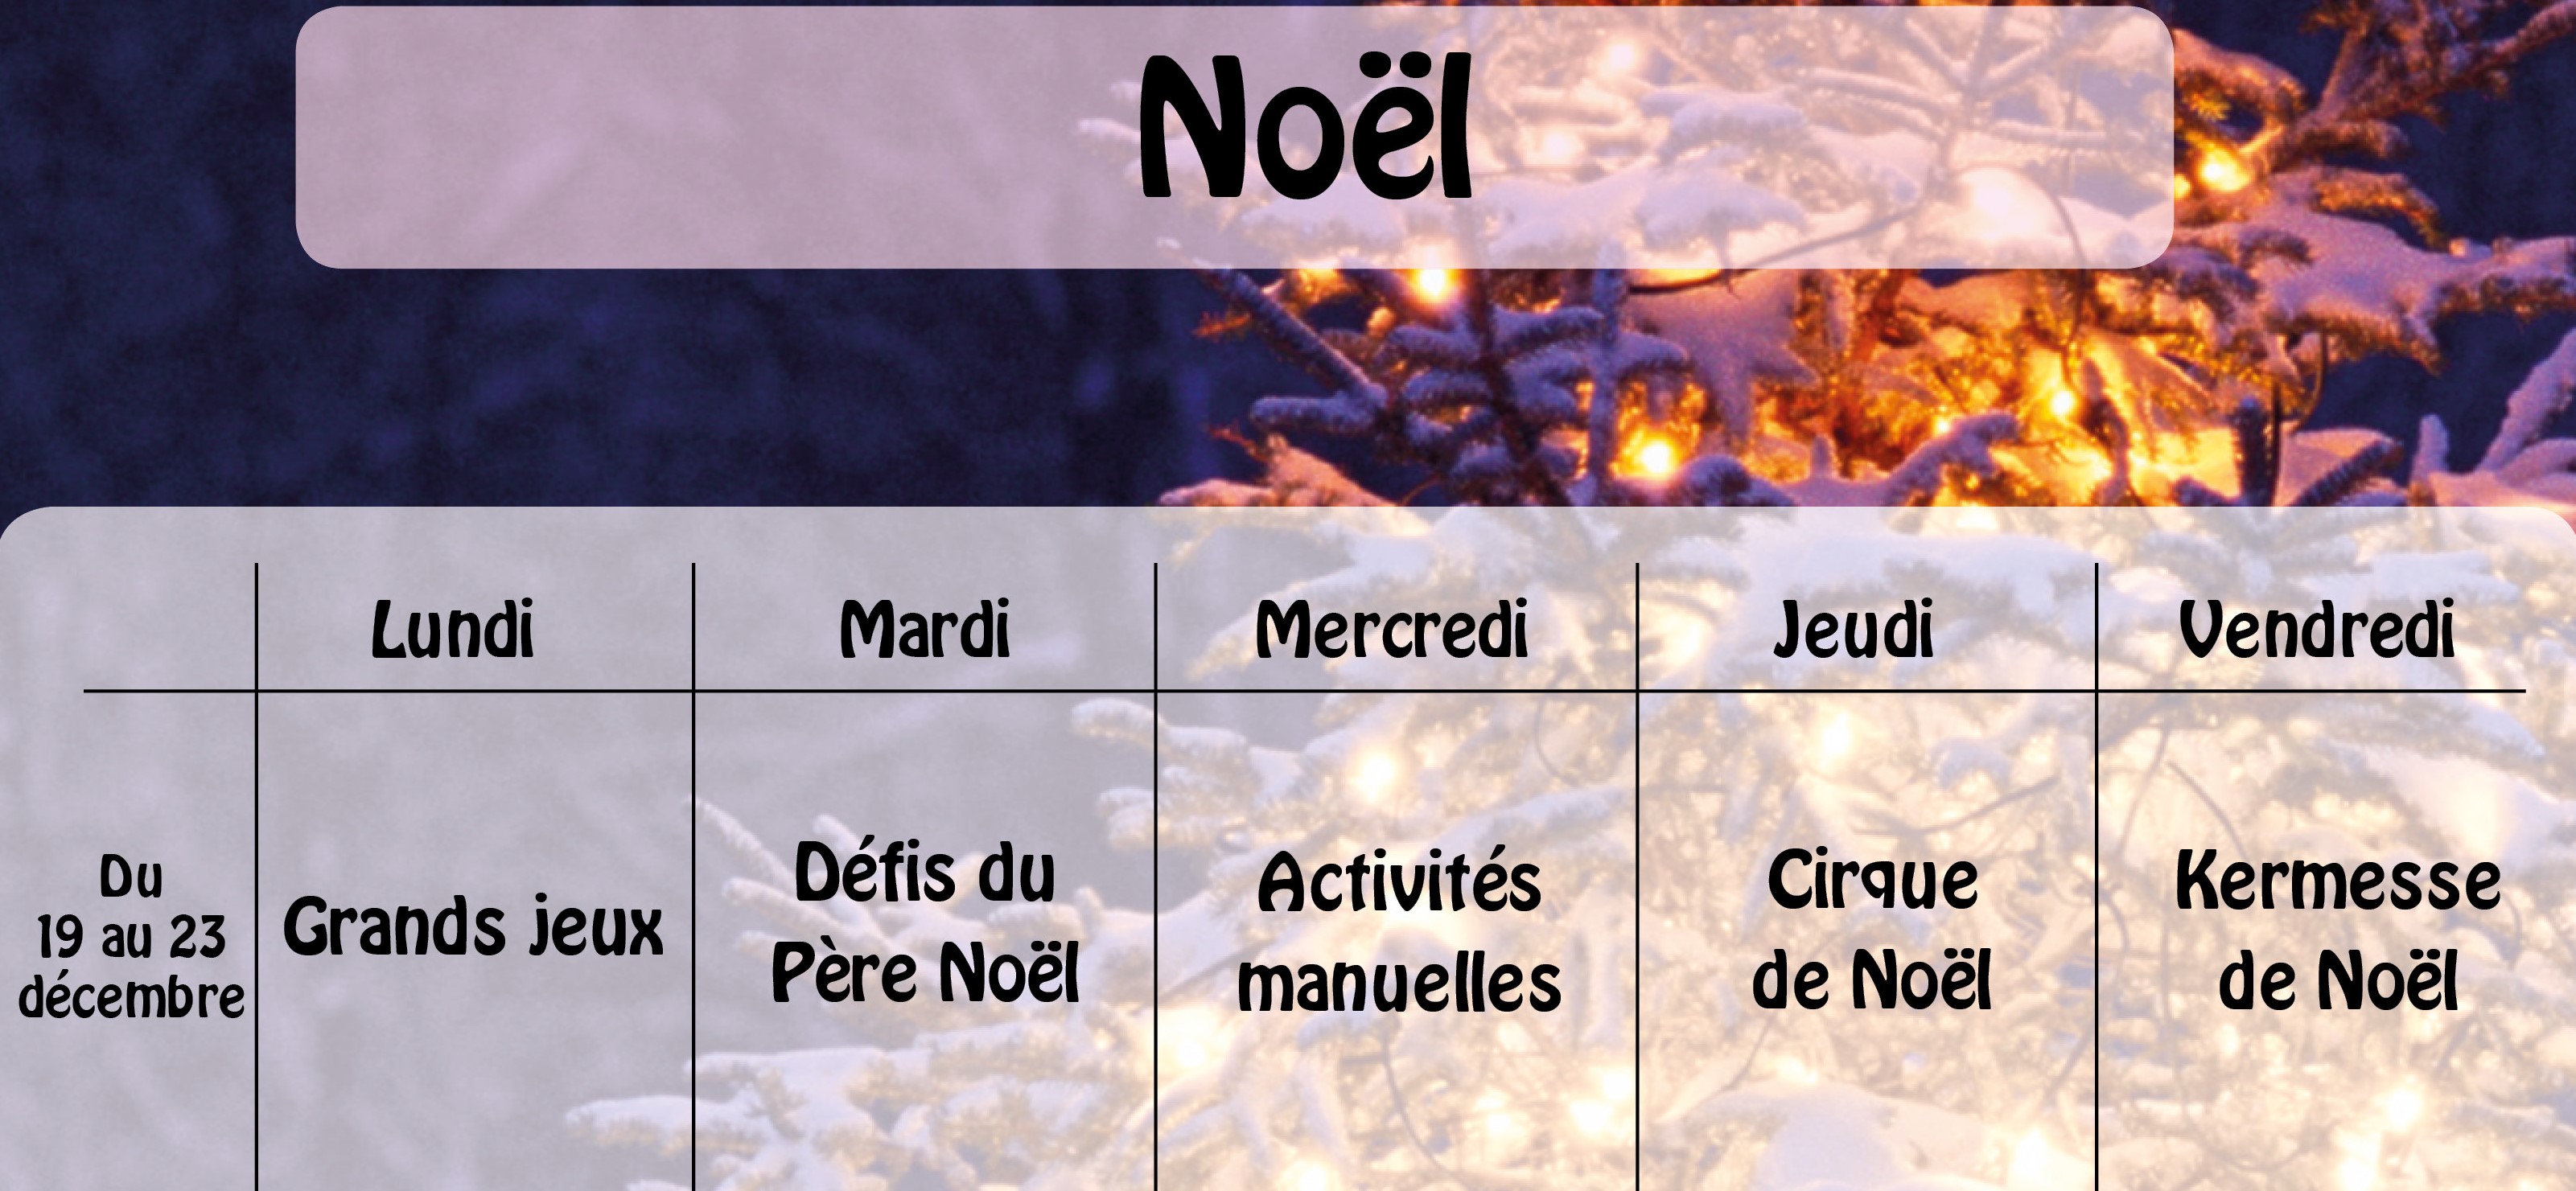 Noël
Lundi Mardi Mercredi Jeudi Vendredi
Du
19 au 23
décembre
Grands jeux
Défis du
Père Noël
Activités
manuelles
Cirque
de Noël
Kermesse
de Noël